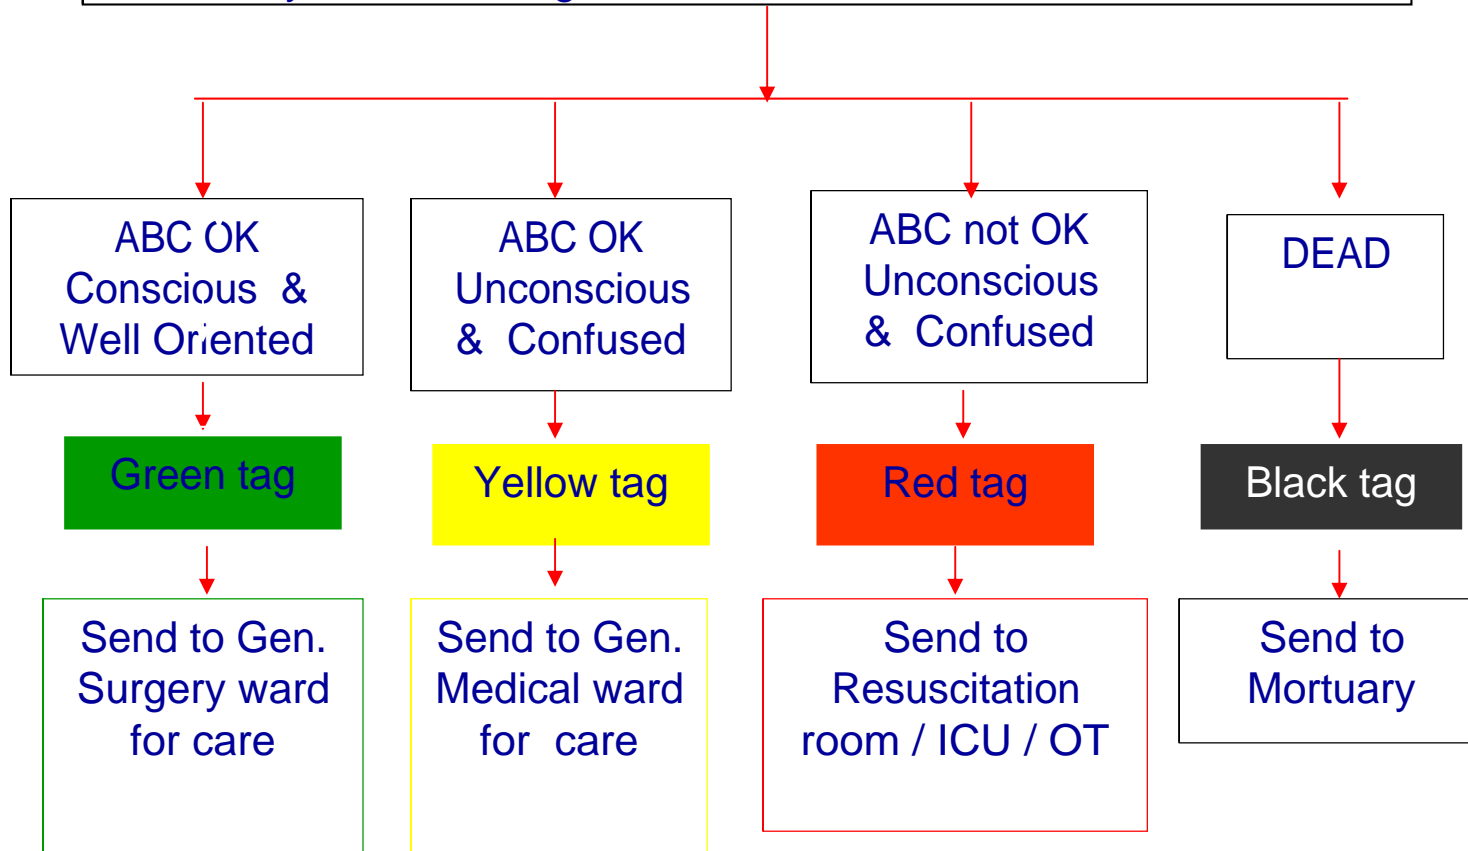 ABC OK
Conscious &
Well Oriented
ABC OK
Unconscious
& Confused
ABC not OK
Unconscious
& Confused
DEAD
Green tag
Yellow tag
Red tag
Black tag
Send to Gen.
Surgery ward
for care
Send to Gen.
Medical ward
for care
Send to
Resuscitation
room / ICU / OT
Send to
Mortuary